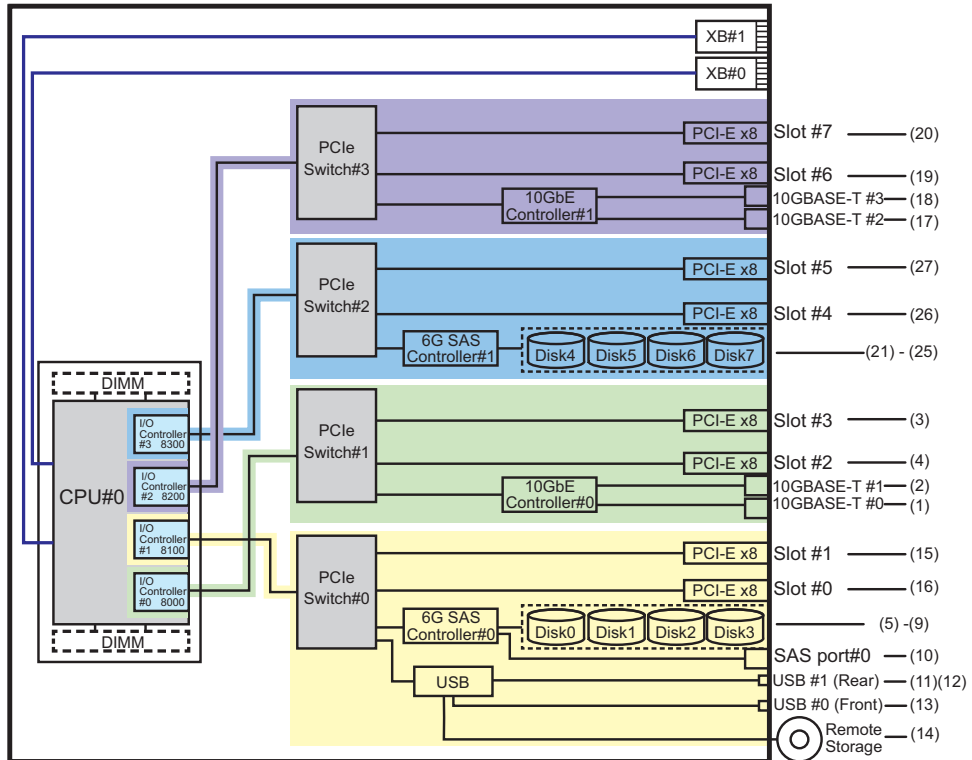 XB#1
XB#0
PCIe
Switch#3
PCI-E x8
Slot #7
(20)
PCI-E x8
Slot #6
(19)
10GbE
Controller#1
10GBASE-T #3
(18)
10GBASE-T #2
(17)
PCIe
Switch#2
PCI-E x8
Slot #5
(27)
PCI-E x8
Slot #4
(26)
6G SAS
Controller#1
Disk4
Disk5
Disk6
Disk7
(21) - (25)
DIMM
CPU#0
I/O
Controller
#3 8300
I/O
Controller
#2 8200
I/O
Controller
#1 8100
I/O
Controller
#0 8000
DIMM
PCIe
Switch#1
PCI-E x8
Slot #3
(3)
PCI-E x8
Slot #2
(4)
10GbE
Controller#0
10GBASE-T #1
(2)
10GBASE-T #0
(1)
PCIe
Switch#0
PCI-E x8
Slot #1
(15)
PCI-E x8
Slot #0
(16)
6G SAS
Controller#0
Disk0
Disk1
Disk2
Disk3
(5) -(9)
SAS port#0
(10)
USB
USB #1 (Rear)
(11)(12)
USB #0 (Front)
(13)
Remote
Storage
(14)